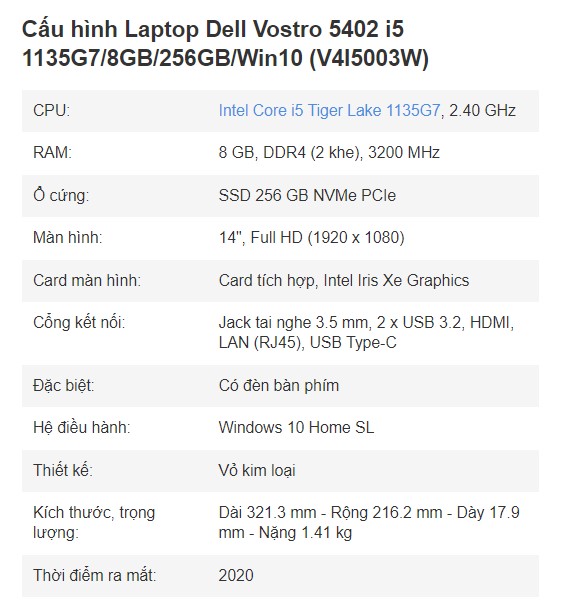 Cấu hình Laptop Dell Vostro 5402 i5
1135G7/8GB/256GB/Win10 (V4I5003W)
CPU: Intel Core i5 Tiger Lake 1135G7, 2.40 GHz
RAM: 8 GB, DDR4 (2 khe), 3200 MHz
Ổ cứng: SSD 256 GB NVMe PCIe
Màn hình: 14", Full HD (1920 x 1080)
Card màn hình: Card tích hợp, Intel Iris Xe Graphics
Cổng kết nối: Jack tai nghe 3.5 mm, 2 x USB 3.2, HDMI,
LAN (RJ45), USB Type-C
Đặc biệt: Có đèn bàn phím
Hệ điều hành: Windows 10 Home SL
Thiết kế: Vỏ kim loại
Kích thước, trọng Dài 321.3 mm - Rộng 216.2 mm - Dày 17.9
lượng: mm - Nặng 1.41 kg
Thời điểm ra mắt: 2020